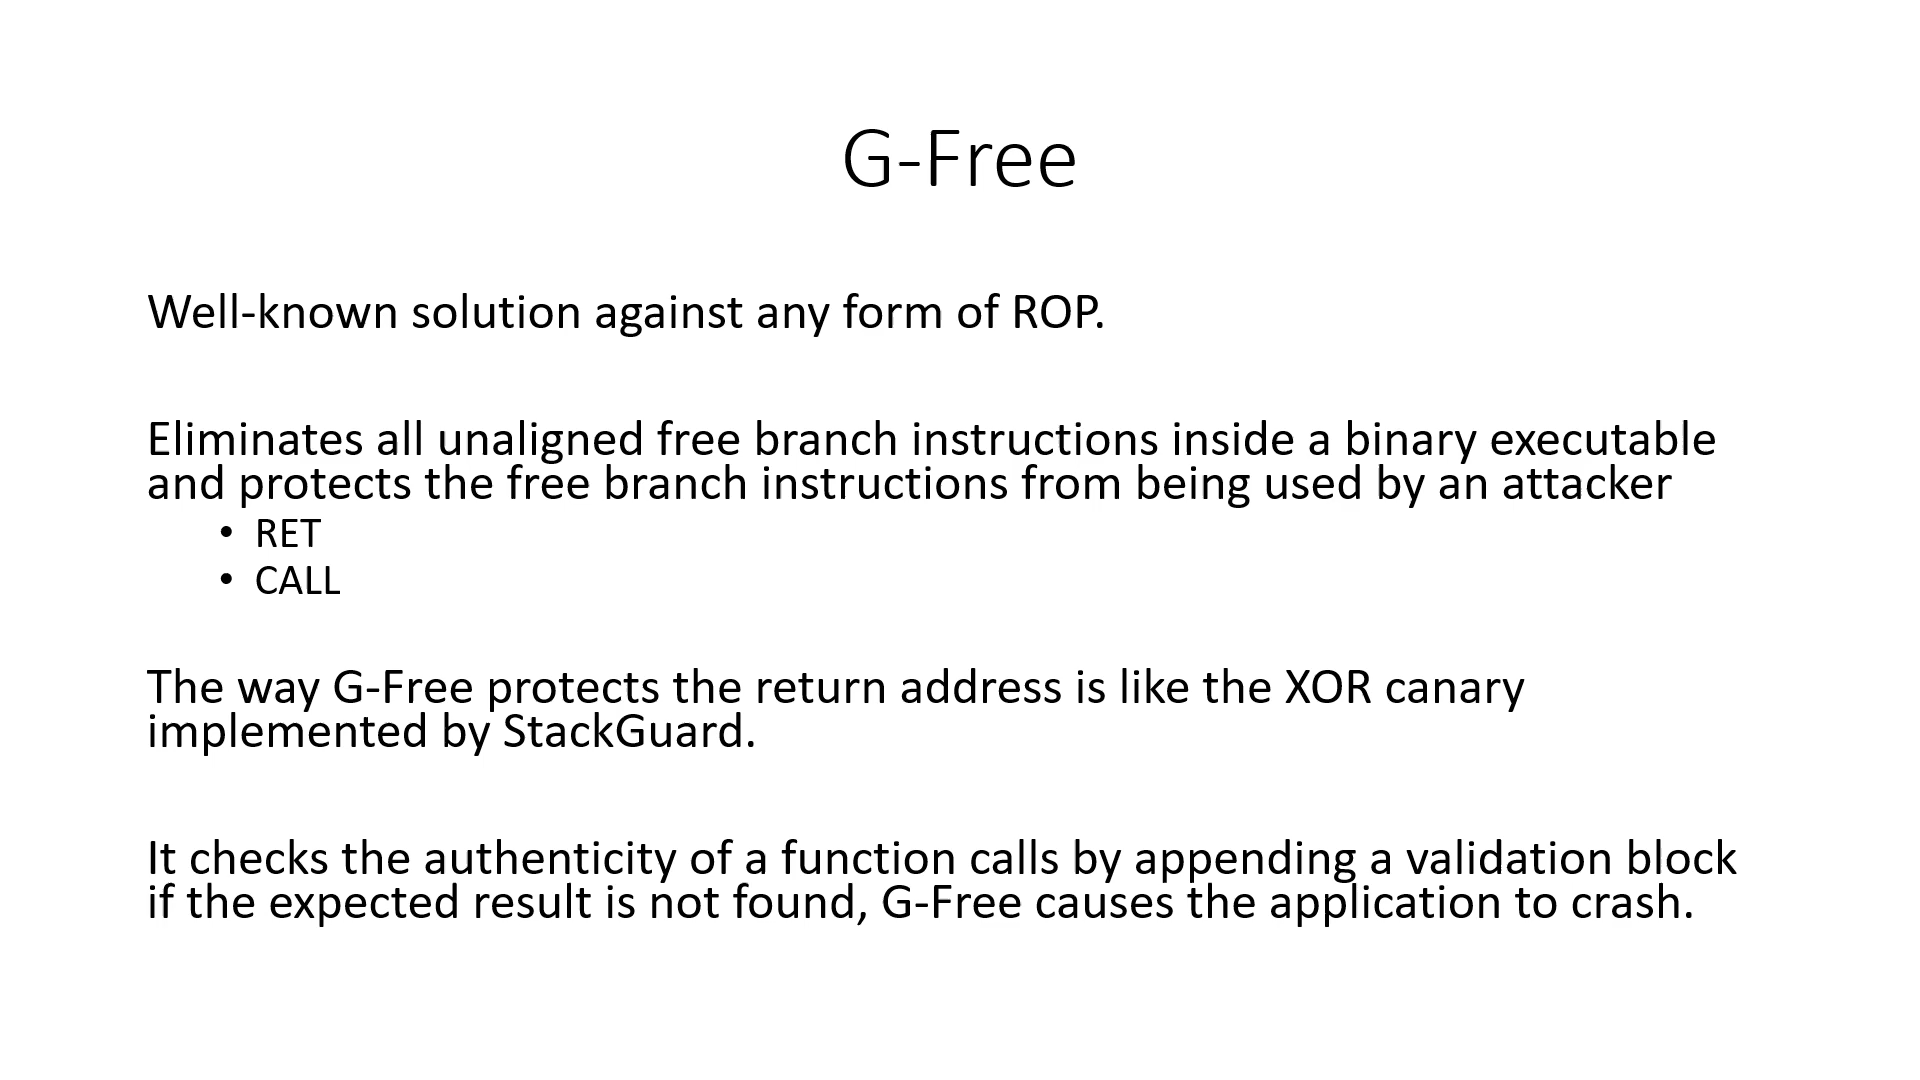 G-Free
Well-known solution against any form of ROP.
Eliminates all unaligned free branch instructions inside a binary executable
and protects the free branch instructions from being used by an attacker
• RET
• CALL
The way G-Free protects the return address is like the XOR canary
implemented by StackGuard.
It checks the authenticity of a function calls by appending a validation block
if the expected result is not found, G-Free causes the application to crash.